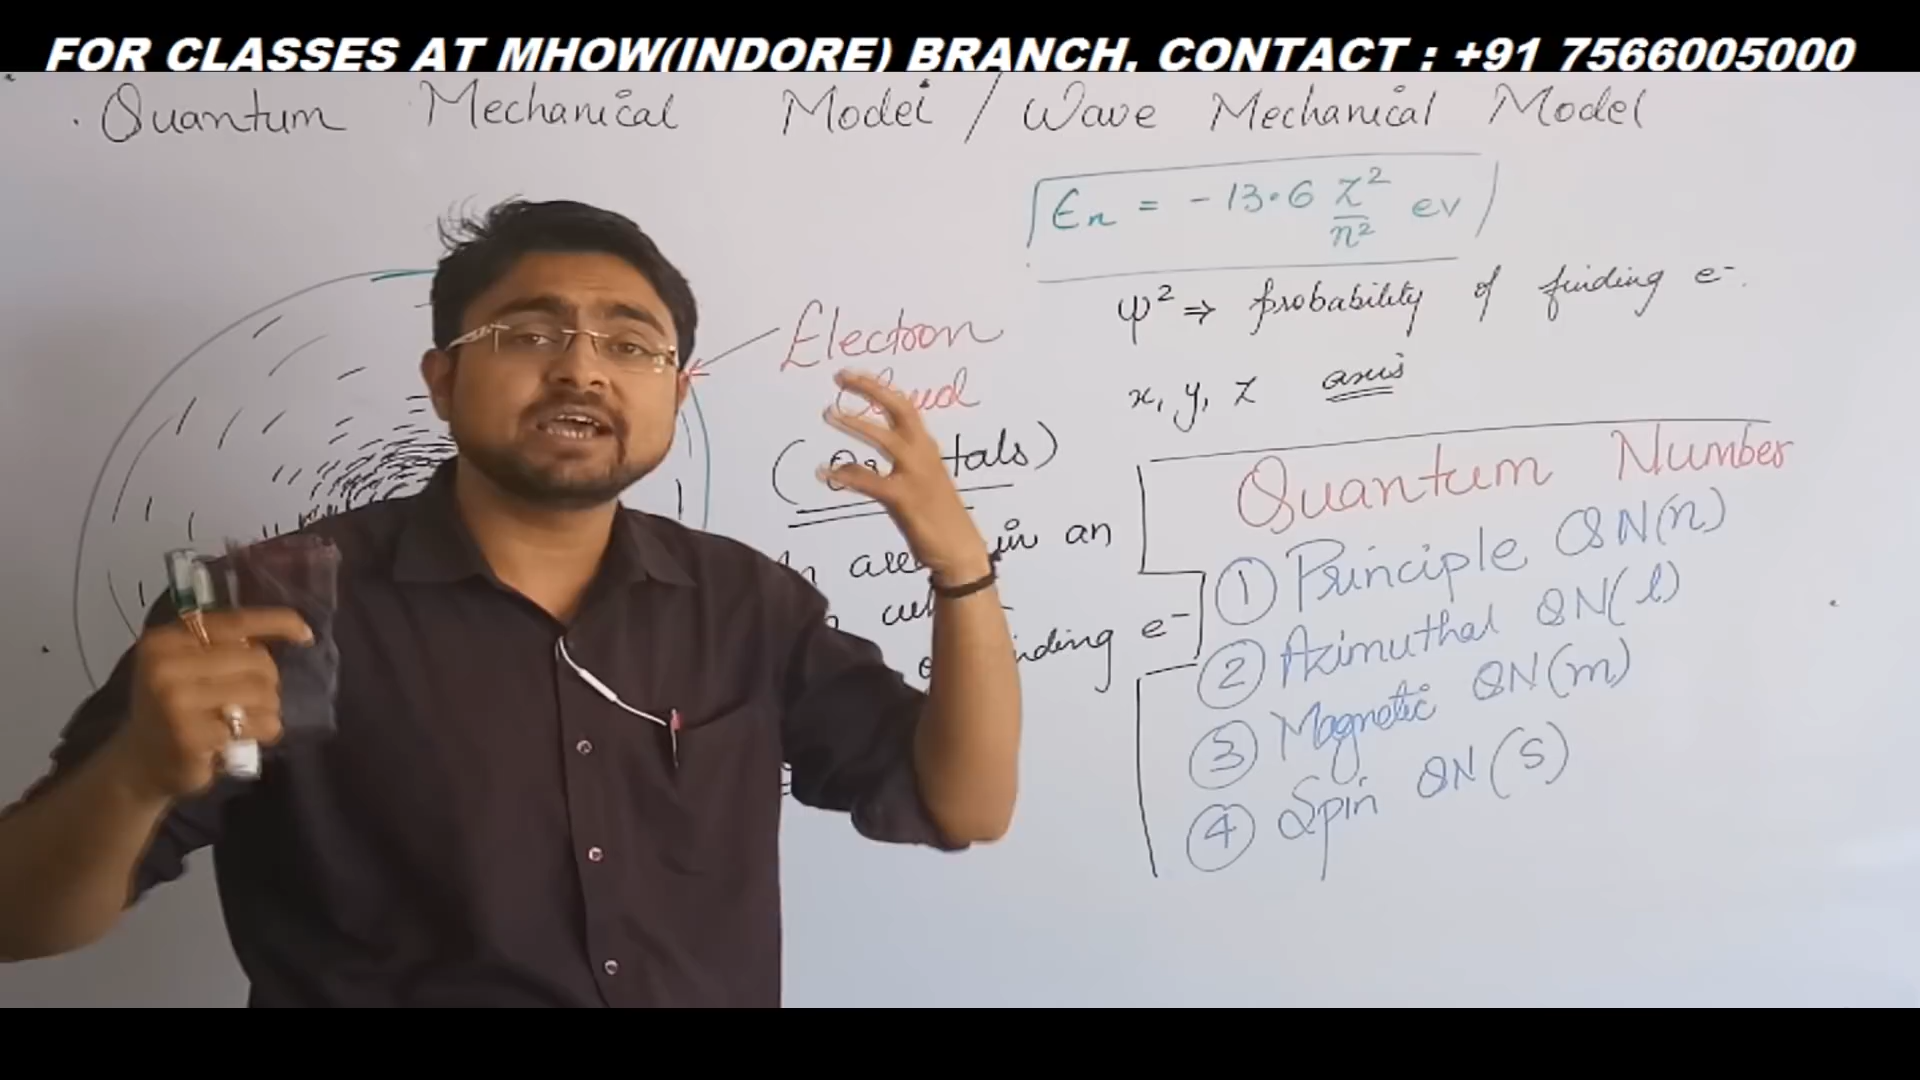 FOR CLASSES AT MHOW(INDORE) BRANCH, CONTACT : +91 7566005000
Quantum Mechanical Model / Wave Mechanical Model
En = -13.6 Z²/n² ev
ψ² ⇒ probability of finding e⁻.
x, y, z axis
Electron
Cloud
in an
e⁻
Quantum Number
① Principle QN(n)
② Azimuthal QN(l)
③ Magnetic QN(m)
④ Spin QN(S)